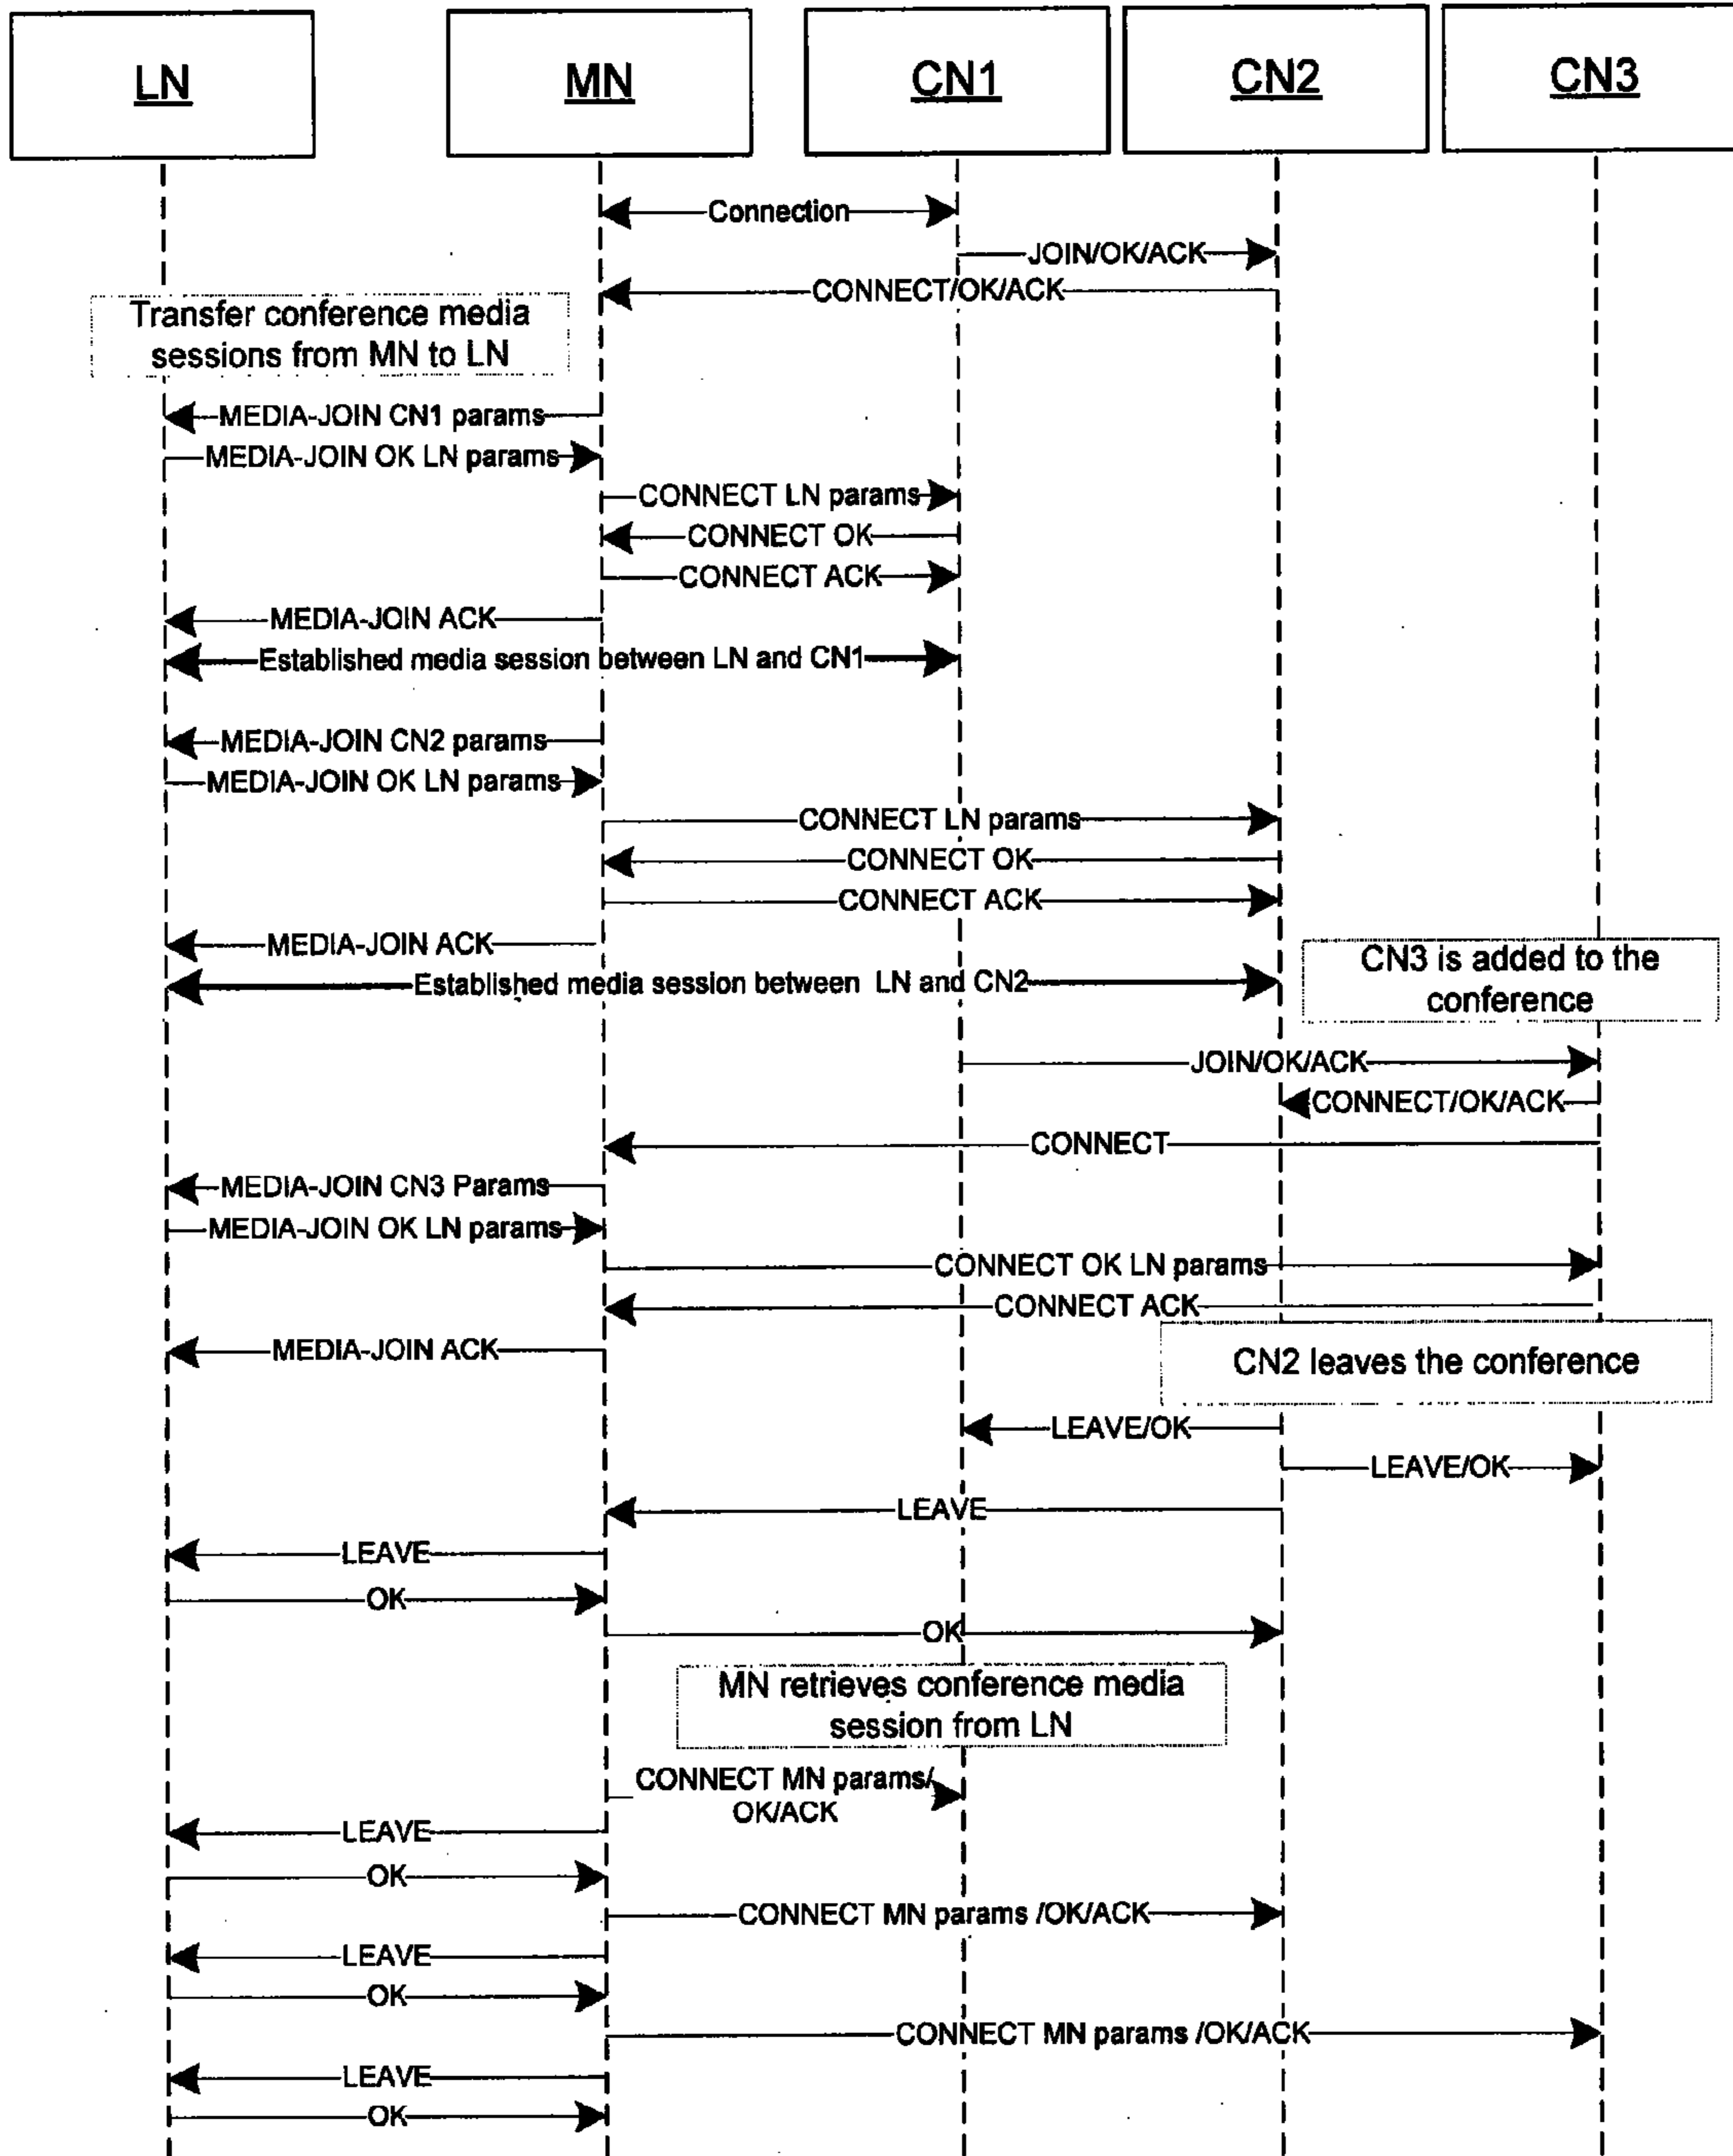 LN
MN
CN1
CN2
CN3
Connection
JOIN/OK/ACK
CONNECT/OK/ACK
Transfer conference media
sessions from MN to LN
MEDIA-JOIN CN1 params
MEDIA-JOIN OK LN params
CONNECT LN params
CONNECT OK
CONNECT ACK
MEDIA-JOIN ACK
Established media session between LN and CN1
MEDIA-JOIN CN2 params
MEDIA-JOIN OK LN params
CONNECT LN params
CONNECT OK
CONNECT ACK
MEDIA-JOIN ACK
CN3 is added to the
conference
Established media session between LN and CN2
JOIN/OK/ACK
CONNECT/OK/ACK
CONNECT
MEDIA-JOIN CN3 Params
MEDIA-JOIN OK LN params
CONNECT OK LN params
CONNECT ACK
MEDIA-JOIN ACK
CN2 leaves the conference
LEAVE/OK
LEAVE/OK
LEAVE
LEAVE
OK
OK
MN retrieves conference media
session from LN
CONNECT MN params/
OK/ACK
LEAVE
OK
CONNECT MN params /OK/ACK
LEAVE
OK
CONNECT MN params /OK/ACK
LEAVE
OK